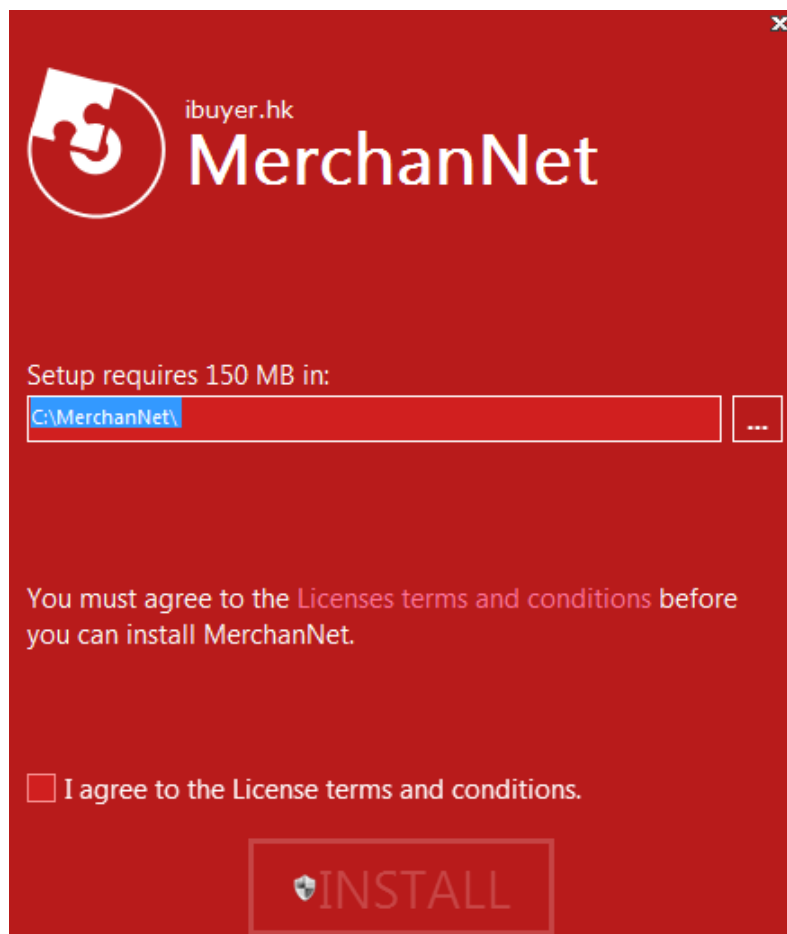 ibuyer.hk
MerchanNet
Setup requires 150 MB in:
C:\MerchanNet\
...
You must agree to the Licenses terms and conditions before
you can install MerchanNet.
I agree to the License terms and conditions.
INSTALL